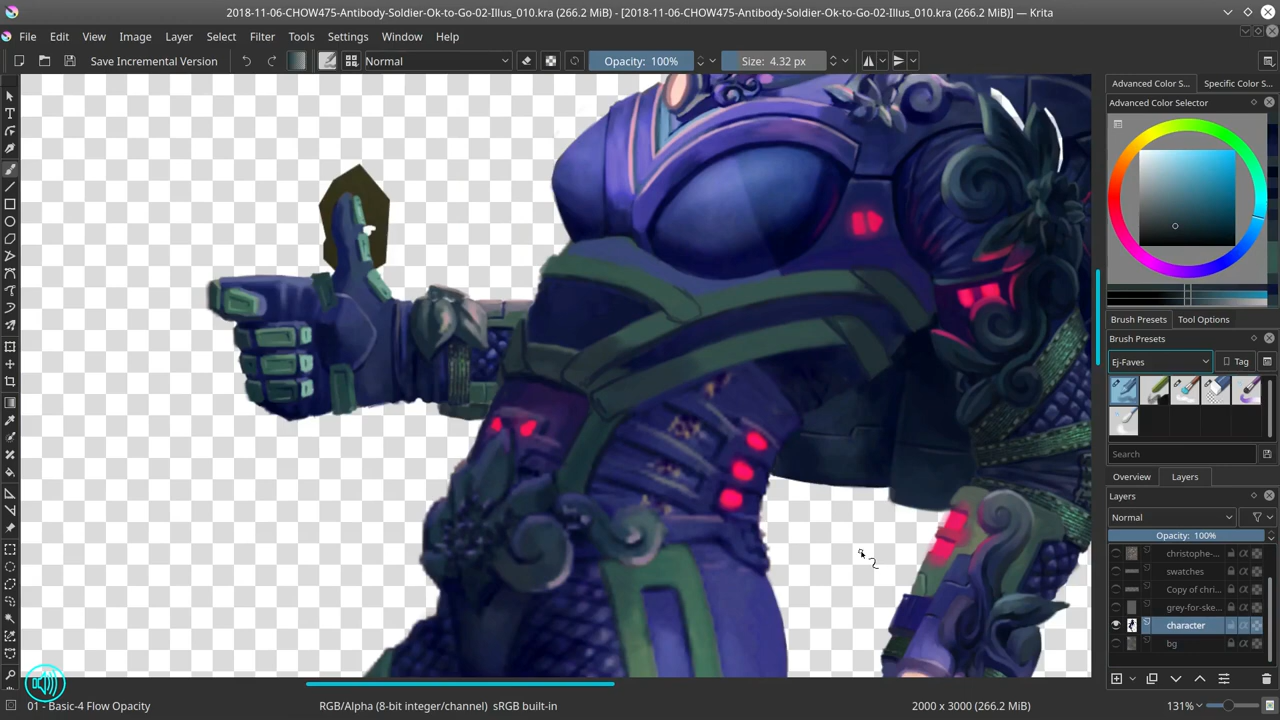 2018-11-06-CHOW475-Antibody-Soldier-Ok-to-Go-02-Illus_010.kra (266.2 MiB) - [2018-11-06-CHOW475-Antibody-Soldier-Ok-to-Go-02-Illus_010.kra (266.2 MiB)] — Krita
File Edit View Image Layer Select Filter Tools Settings Window Help
Save Incremental Version Normal Opacity: 100% Size: 4.32 px
Advanced Color S... Specific Color S...
Advanced Color Selector
Brush Presets Tool Options
Brush Presets
Ej-Faves Tag
Search
Overview Layers
Layers
Normal
Opacity: 100%
christophe-...
swatches
Copy of chri...
grey-for-ske...
character
bg
01 - Basic-4 Flow Opacity RGB/Alpha (8-bit integer/channel) sRGB built-in 2000 x 3000 (266.2 MiB) 131%